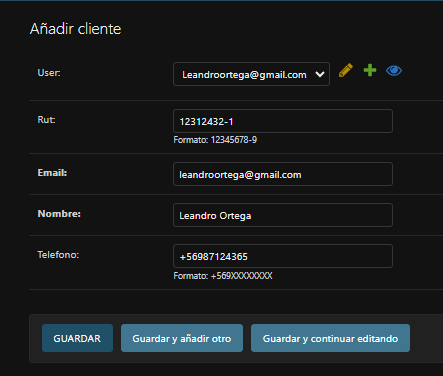 Añadir cliente
User:
Leandroortega@gmail.com
Rut:
12312432-1
Formato: 12345678-9
Email:
leandroortega@gmail.com
Nombre:
Leandro Ortega
Telefono:
+56987124365
Formato: +569XXXXXXXX
GUARDAR
Guardar y añadir otro
Guardar y continuar editando